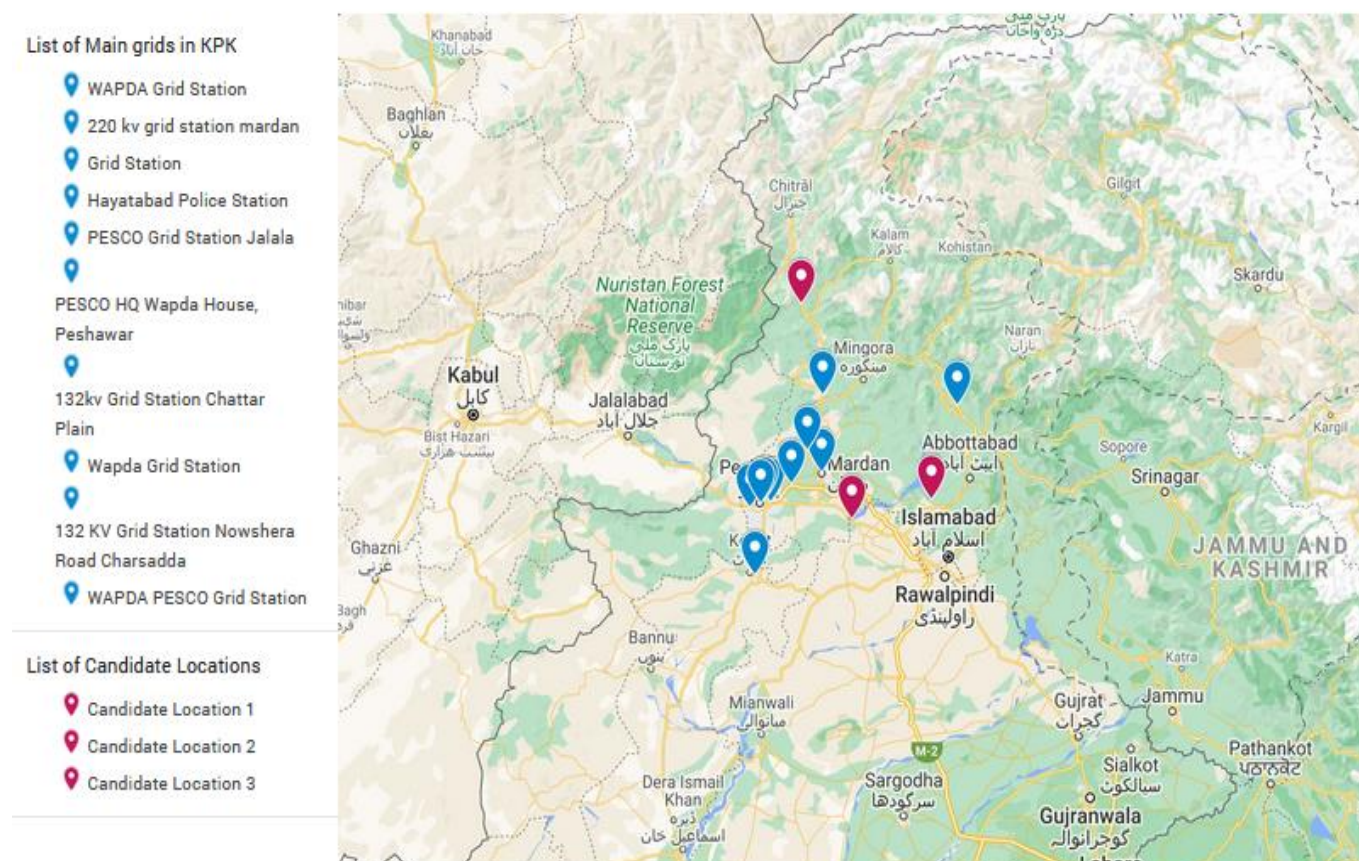 List of Main grids in KPK
WAPDA Grid Station
220 kv grid station mardan
Grid Station
Hayatabad Police Station
PESCO Grid Station Jalala
PESCO HQ Wapda House,
Peshawar
132kv Grid Station Chattar
Plain
Wapda Grid Station
132 KV Grid Station Nowshera
Road Charsadda
WAPDA PESCO Grid Station
List of Candidate Locations
Candidate Location 1
Candidate Location 2
Candidate Location 3
Khanabad
خان آباد
Baghlan
بغلان
Chitrāl
چترال
Gilgit
Kalam
کالام
Kohistan
Skardu
Nuristan Forest
National
Reserve
پارک ملی
نورستان
Naran
ناران
Mingora
مینگورہ
Kabul
کابل
Jalalabad
جلال آباد
Bist Hazari
Kargil
Abbottabad
ایبٹ آباد
Sopore
Srinagar
Mardan
Islamabad
اسلام آباد
JAMMU AND
KASHMIR
Ghazni
غزنی
Rawalpindi
راولپنڈی
Bannu
بنوں
Katra
Mianwali
میانوالی
Gujrat
گجرات
Jammu
M-2
Pathankot
ਪਠਾਨਕੋਟ
Sialkot
سیالکوٹ
Dera Ismail
Khan
ڈیرہ
اسماعیل خان
Sargodha
سرگودھا
Gujranwala
گوجرانوالہ